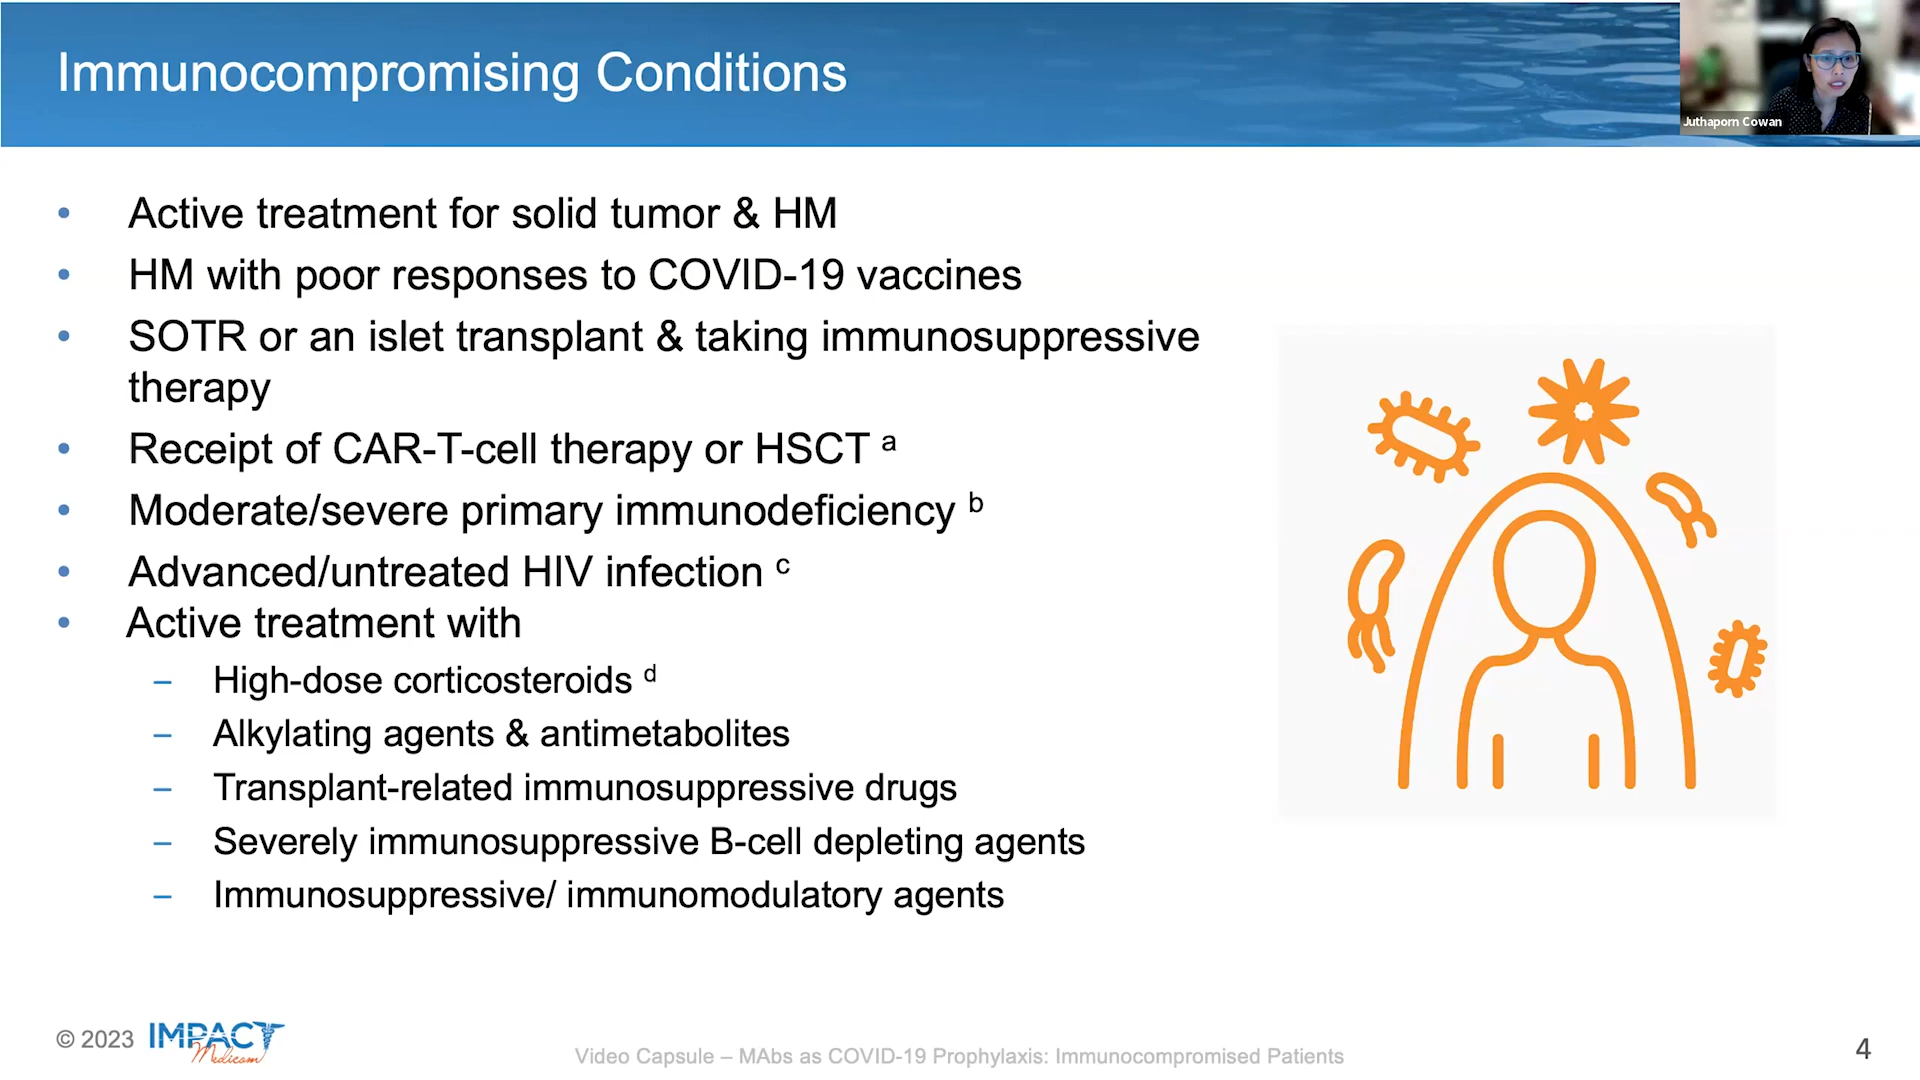 Immunocompromising Conditions
Juthaporn Cowan
• Active treatment for solid tumor & HM
• HM with poor responses to COVID-19 vaccines
• SOTR or an islet transplant & taking immunosuppressive
therapy
• Receipt of CAR-T-cell therapy or HSCT a
• Moderate/severe primary immunodeficiency b
• Advanced/untreated HIV infection c
• Active treatment with
– High-dose corticosteroids d
– Alkylating agents & antimetabolites
– Transplant-related immunosuppressive drugs
– Severely immunosuppressive B-cell depleting agents
– Immunosuppressive/ immunomodulatory agents
© 2023 IMPACT
Medicom
Video Capsule – MAbs as COVID-19 Prophylaxis: Immunocompromised Patients
4